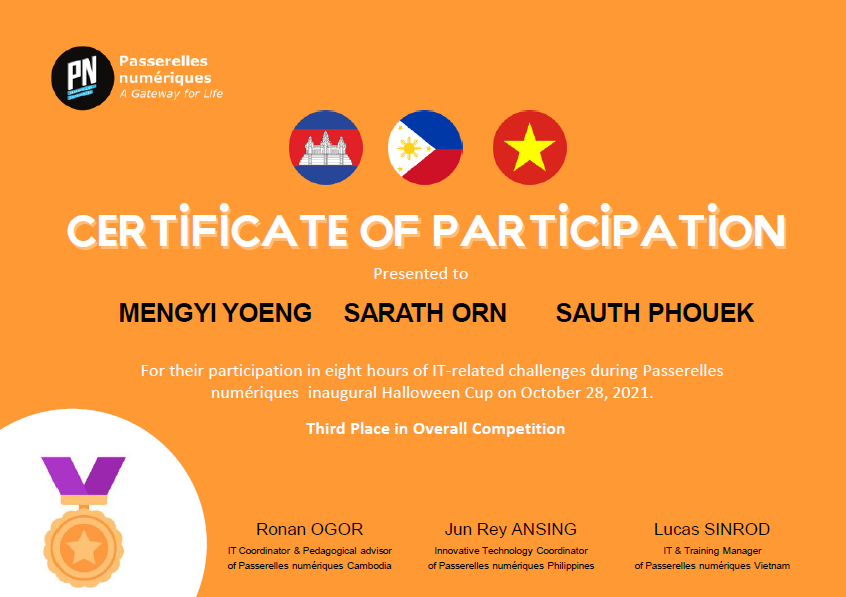 PN
Passerelles
numériques
A Gateway for Life
CERTIFICATE OF PARTICIPATION
Presented to
MENGYI YOENG SARATH ORN SAUTH PHOUEK
For their participation in eight hours of IT-related challenges during Passerelles
numériques inaugural Halloween Cup on October 28, 2021.
Third Place in Overall Competition
Ronan OGOR
IT Coordinator & Pedagogical advisor
of Passerelles numériques Cambodia
Jun Rey ANSING
Innovative Technology Coordinator
of Passerelles numériques Philippines
Lucas SINROD
IT & Training Manager
of Passerelles numériques Vietnam